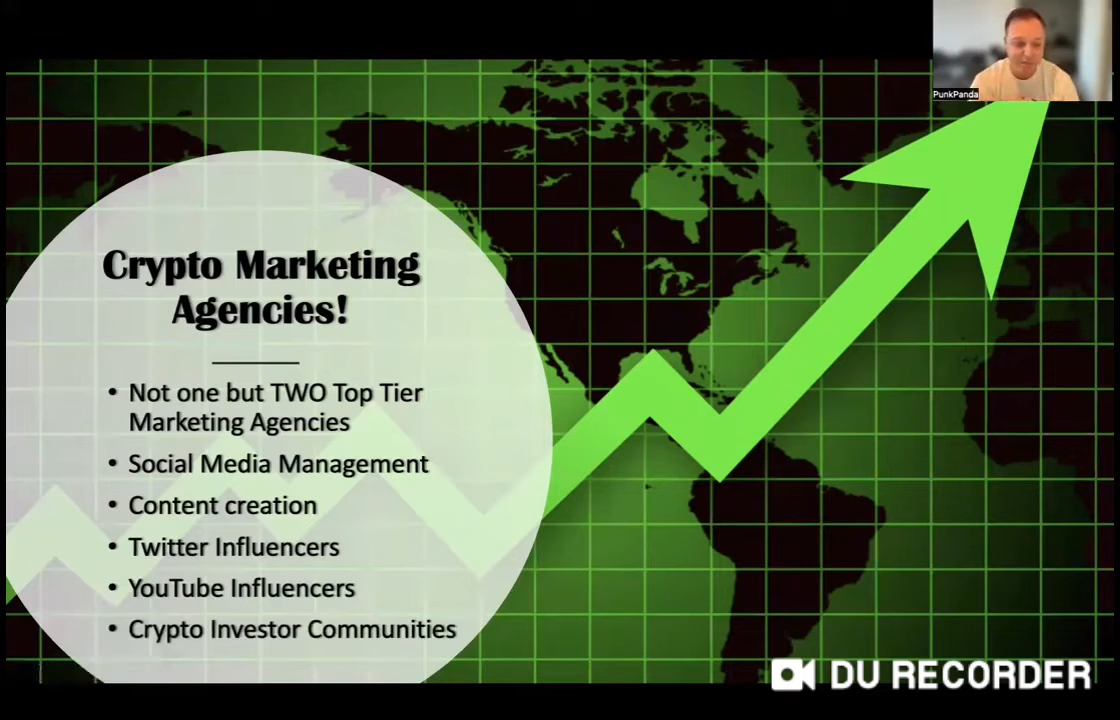 PunkPanda
Crypto Marketing
Agencies!
• Not one but TWO Top Tier
Marketing Agencies
• Social Media Management
• Content creation
• Twitter Influencers
• YouTube Influencers
• Crypto Investor Communities
DU RECORDER